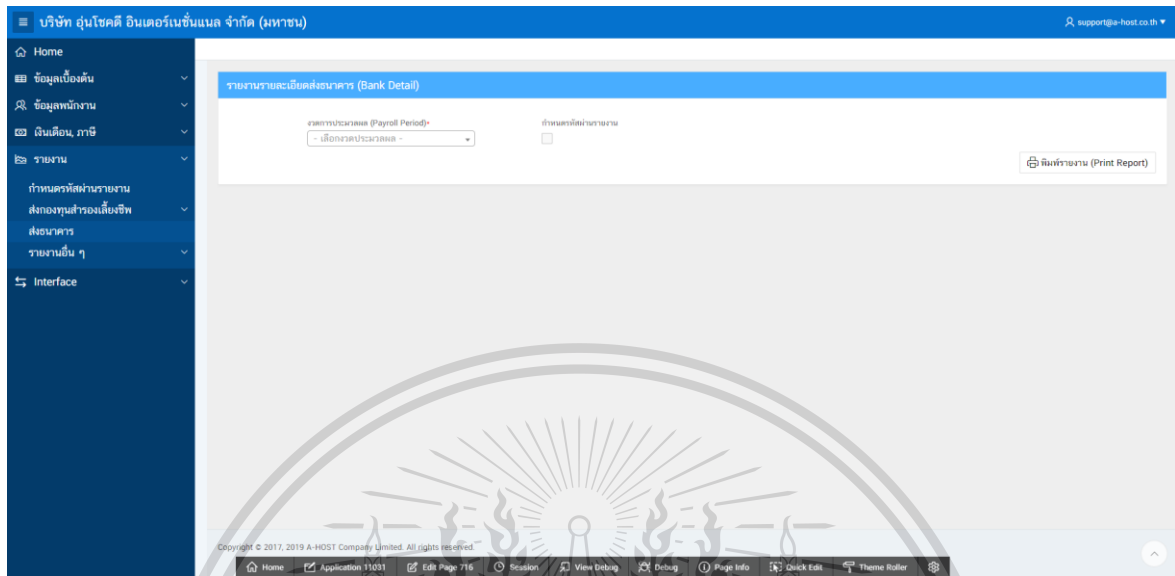 บริษัท อุ่นโชคดี อินเตอร์เนชั่นแนล จำกัด (มหาชน)
support@a-host.co.th
Home
ข้อมูลเบื้องต้น
ข้อมูลพนักงาน
เงินเดือน, ภาษี
รายงาน
กำหนดรหัสผ่านรายงาน
ส่งกองทุนสำรองเลี้ยงชีพ
ส่งธนาคาร
รายงานอื่น ๆ
Interface
รายงานรายละเอียดส่งธนาคาร (Bank Detail)
งวดการประมวลผล (Payroll Period)*
กำหนดรหัสผ่านรายงาน
- เลือกงวดประมวลผล -
พิมพ์รายงาน (Print Report)
Copyright © 2017, 2019 A-HOST Company Limited. All rights reserved.
Home Application 11031 Edit Page 716 Session View Debug Debug Page Info Quick Edit Theme Roller